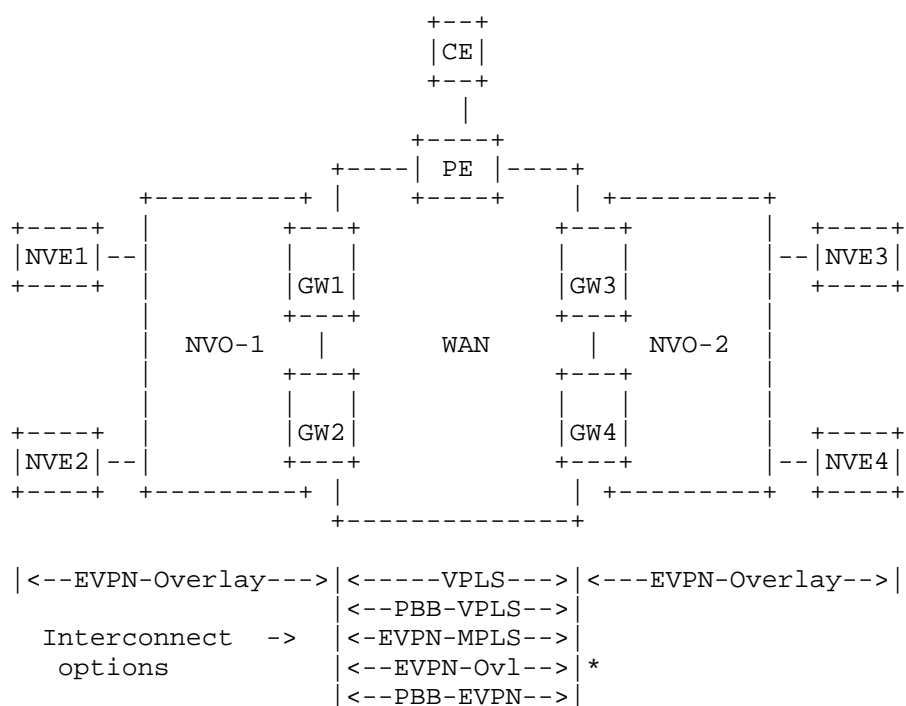 +--+
                               |CE|
                               +--+
                                 |
                              +----+
                         +----| PE |----+
            +---------+  |    +----+    |  +---------+
+----+      |        +---+            +---+          |  +----+
|NVE1|--|            |   |            |   |          |--|NVE3|
+----+      |        |GW1|            |GW3|          |  +----+
            |        +---+            +---+          |
            |  NVO-1   |      WAN       |   NVO-2    |
            |        +---+            +---+          |
            |        |   |            |   |          |
+----+      |        |GW2|            |GW4|          |  +----+
|NVE2|--|            +---+            +---+          |--|NVE4|
+----+      +---------+  |              |  +---------+  +----+
                         +--------------+

|<--EVPN-Overlay--->|<-----VPLS--->|<---EVPN-Overlay-->|
                    |<--PBB-VPLS-->|
  Interconnect  ->  |<-EVPN-MPLS-->|
   options          |<--EVPN-Ovl-->|*
                    |<--PBB-EVPN-->|